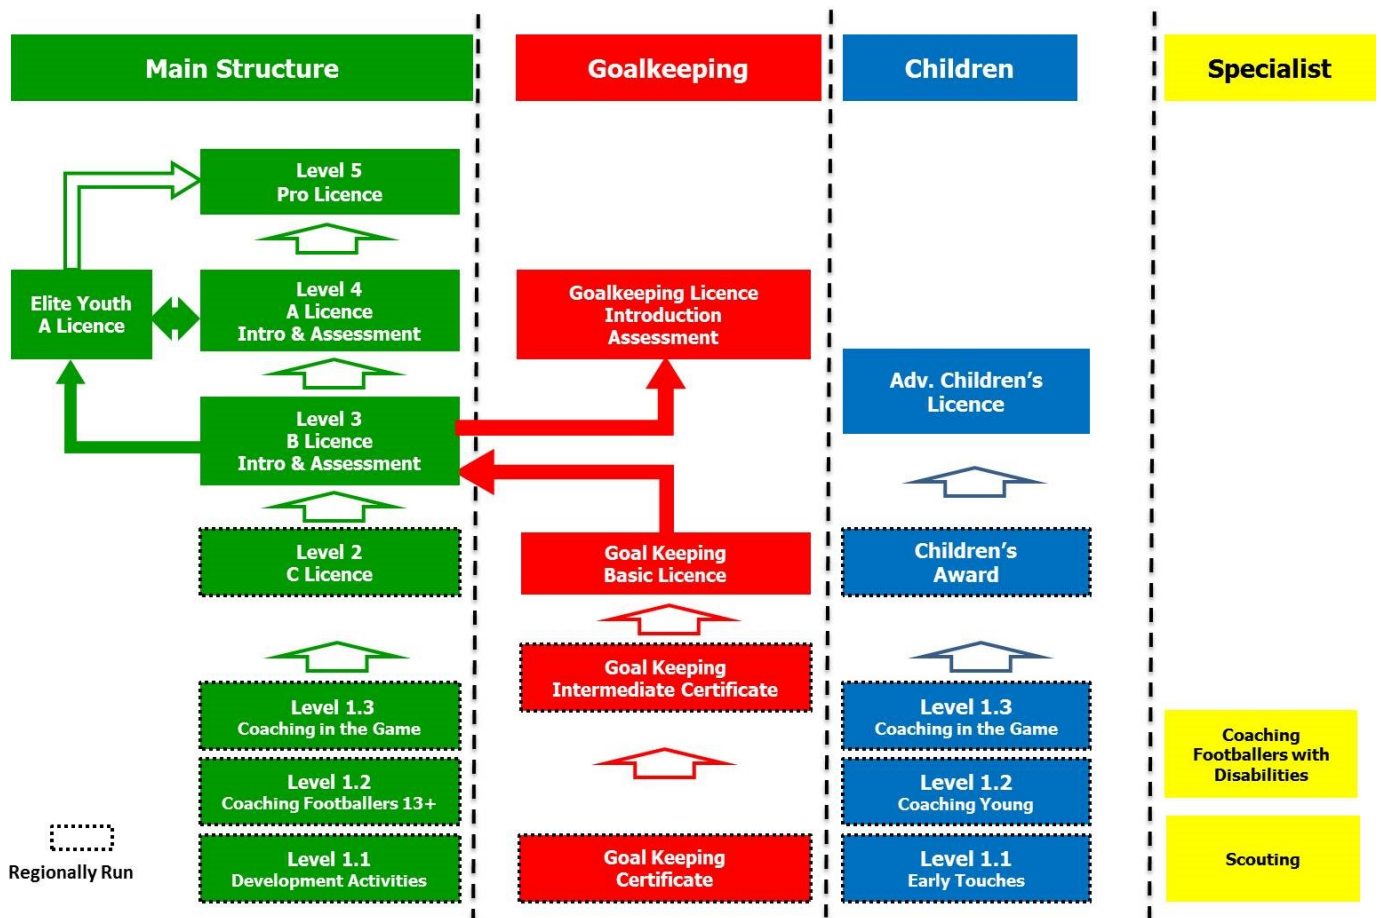 Main Structure
Goalkeeping
Children
Specialist
Level 5
Pro Licence
Elite Youth
A Licence
Level 4
A Licence
Intro & Assessment
Level 3
B Licence
Intro & Assessment
Level 2
C Licence
Level 1.3
Coaching in the Game
Level 1.2
Coaching Footballers 13+
Level 1.1
Development Activities
Regionally Run
Goalkeeping Licence
Introduction
Assessment
Goal Keeping
Basic Licence
Goal Keeping
Intermediate Certificate
Goal Keeping
Certificate
Adv. Children’s
Licence
Children’s
Award
Level 1.3
Coaching in the Game
Level 1.2
Coaching Young
Level 1.1
Early Touches
Coaching
Footballers with
Disabilities
Scouting